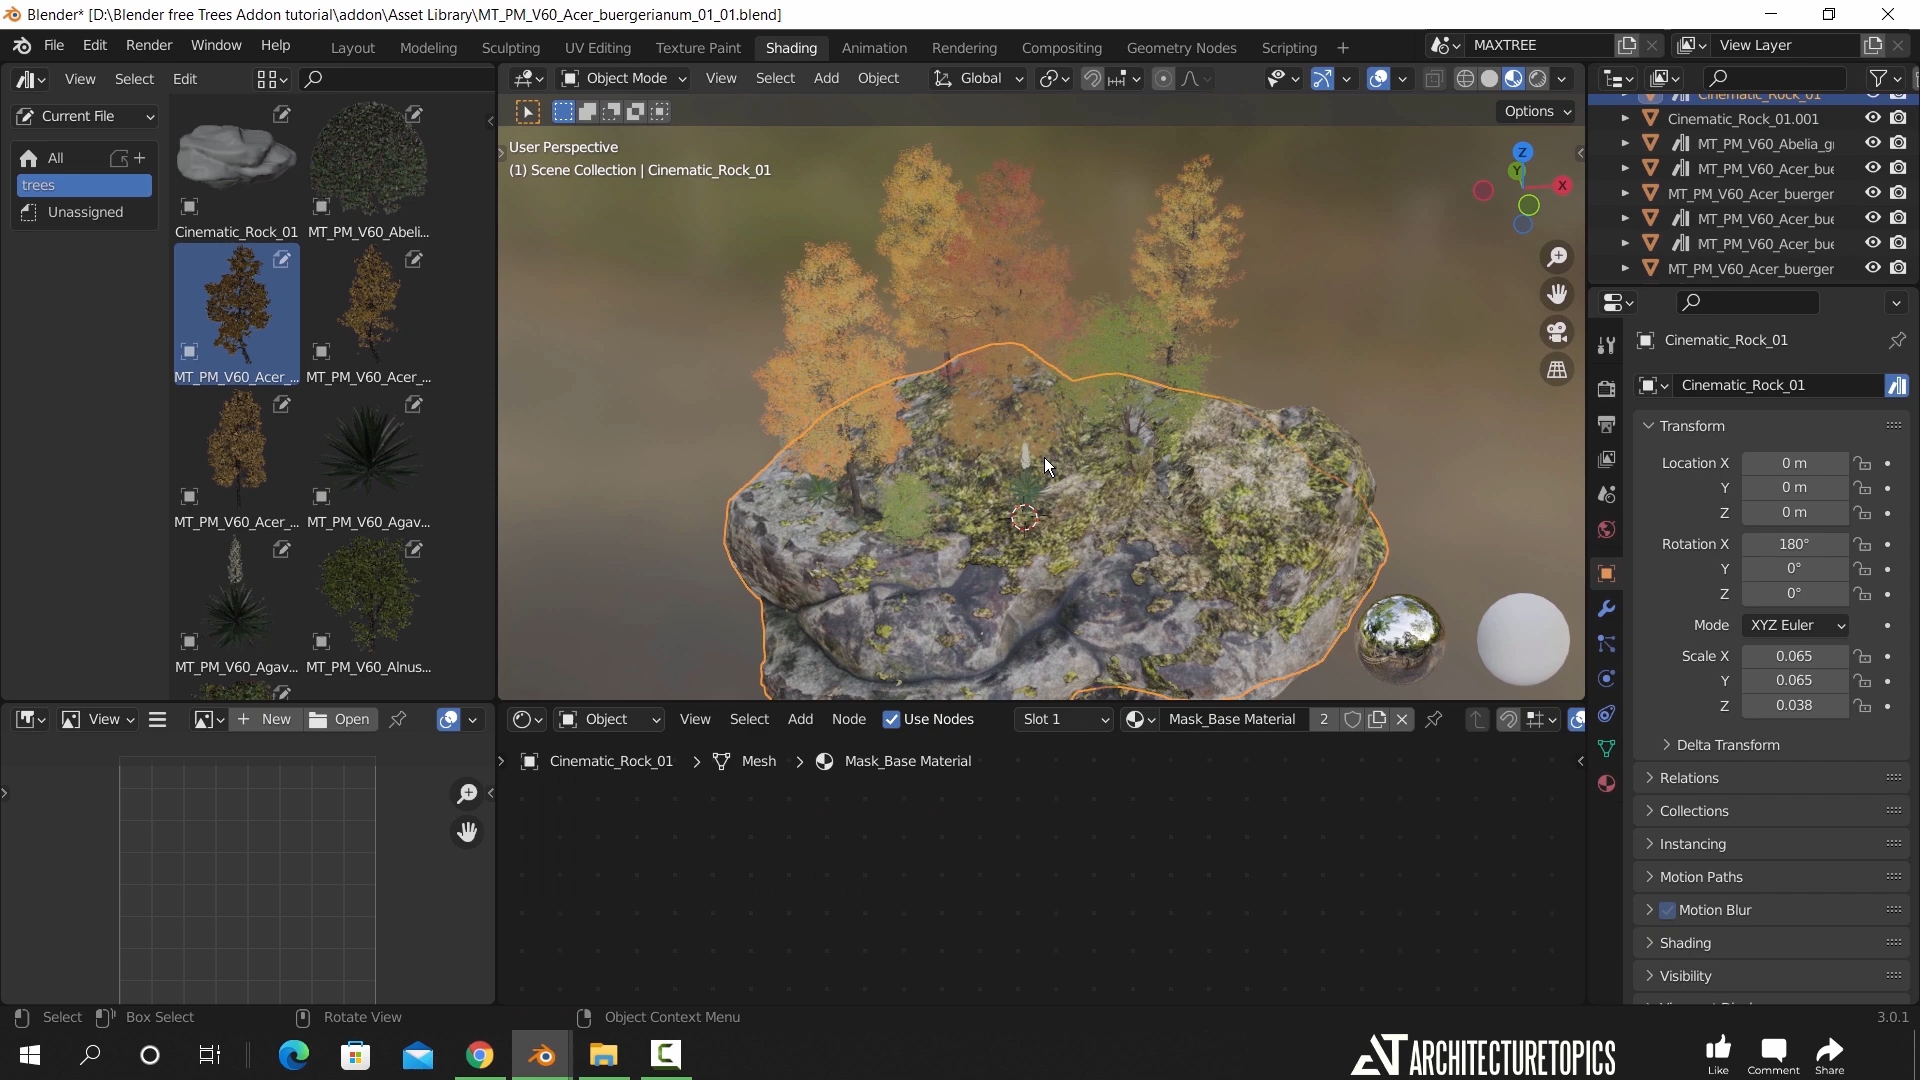 Blender* [D:\Blender free Trees Addon tutorial\addon\Asset Library\MT_PM_V60_Acer_buergerianum_01_01.blend]
File Edit Render Window Help
Layout Modeling Sculpting UV Editing Texture Paint Shading Animation Rendering Compositing Geometry Nodes Scripting +
MAXTREE
View Layer
View Select Edit
Object Mode View Select Add Object Global
Options
Current File
All
trees
Unassigned
Cinematic_Rock_01 MT_PM_V60_Abeli...
MT_PM_V60_Acer_... MT_PM_V60_Acer_...
MT_PM_V60_Acer_... MT_PM_V60_Agav...
MT_PM_V60_Agav... MT_PM_V60_Alnus...
User Perspective
(1) Scene Collection | Cinematic_Rock_01
Z
Y
X
Cinematic_Rock_01
Cinematic_Rock_01.001
MT_PM_V60_Abelia_gr
MT_PM_V60_Acer_bue
MT_PM_V60_Acer_buerger
MT_PM_V60_Acer_bue
MT_PM_V60_Acer_bue
MT_PM_V60_Acer_buerger
Cinematic_Rock_01
Cinematic_Rock_01
Transform
Location X 0 m
Y 0 m
Z 0 m
Rotation X 180°
Y 0°
Z 0°
Mode XYZ Euler
Scale X 0.065
Y 0.065
Z 0.038
Delta Transform
Relations
Collections
Instancing
Motion Paths
Motion Blur
Shading
Visibility
View New Open
Object View Select Add Node Use Nodes Slot 1 Mask_Base Material 2
Cinematic_Rock_01 > Mesh > Mask_Base Material
Select Box Select Rotate View Object Context Menu
3.0.1
ARCHITECTURETOPICS
Like Comment Share